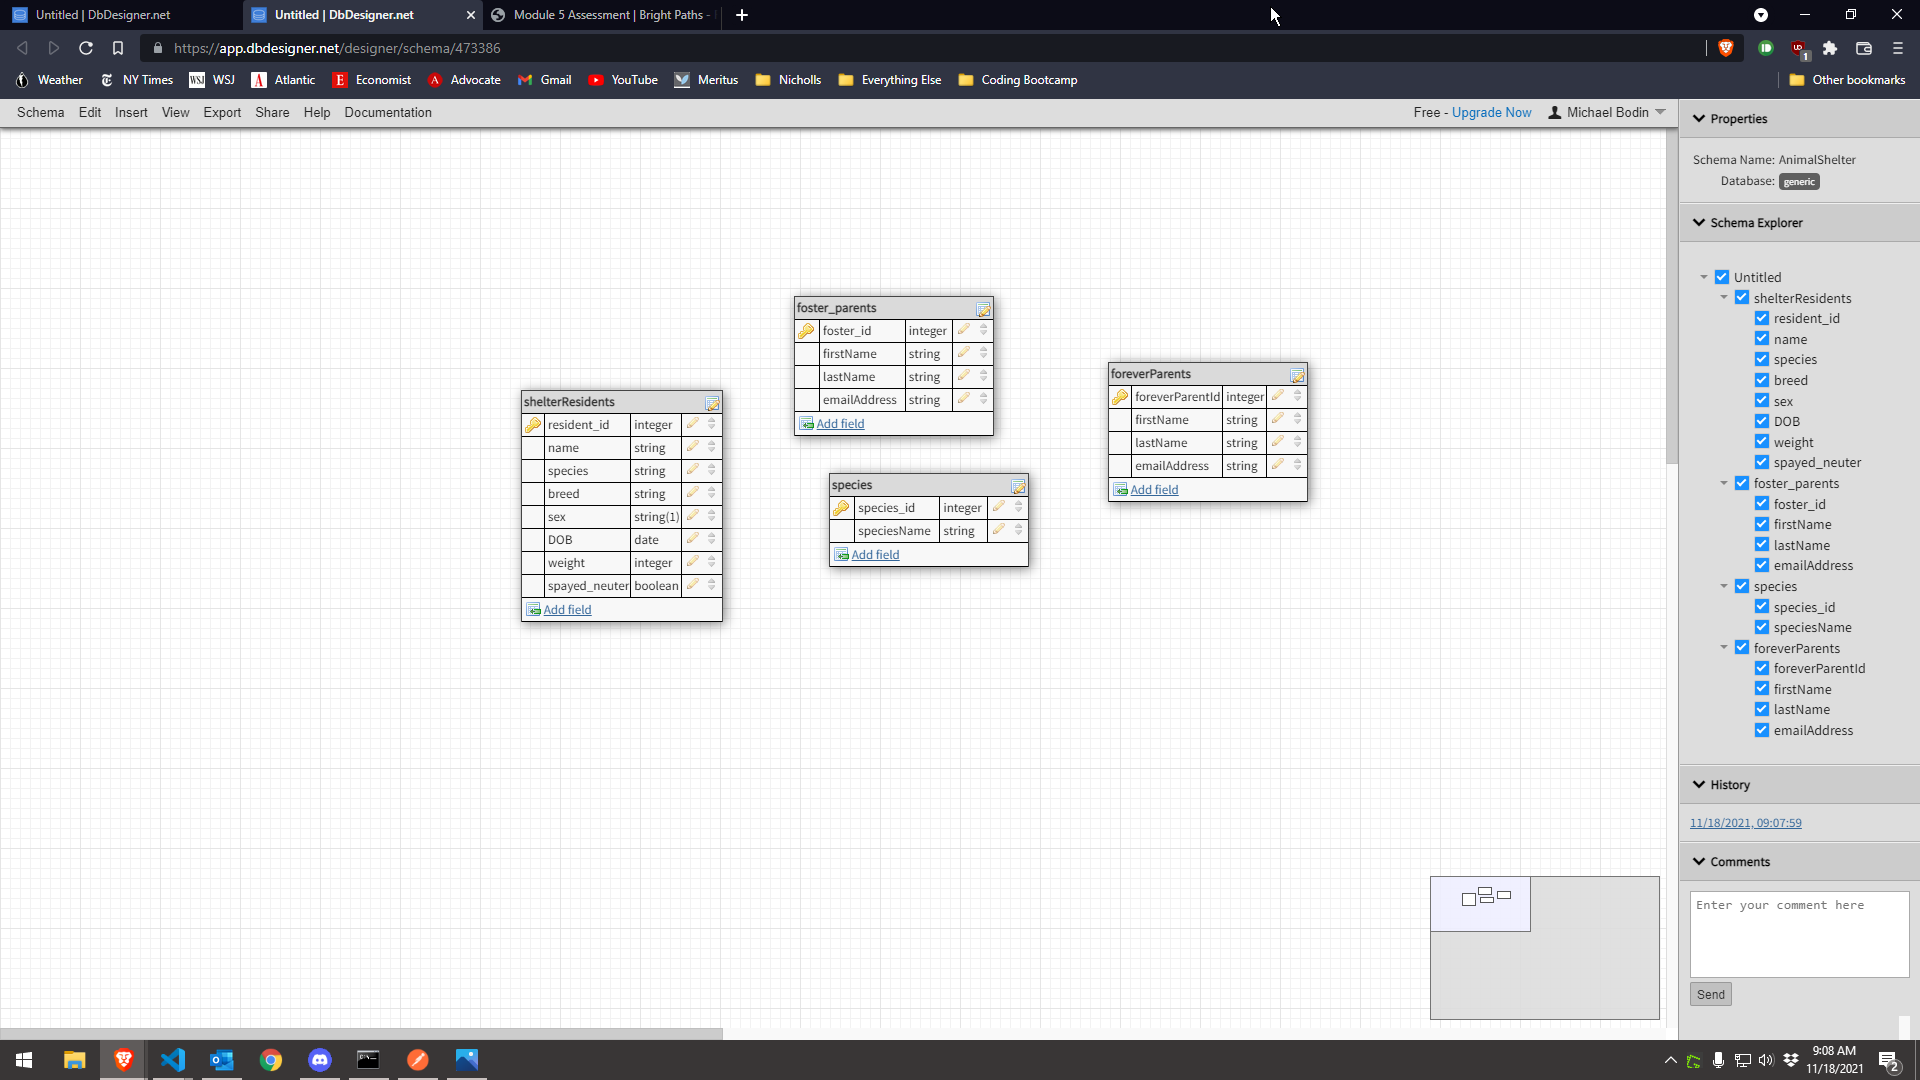 Untitled | DbDesigner.net
Untitled | DbDesigner.net
Module 5 Assessment | Bright Paths -
https://app.dbdesigner.net/designer/schema/473386
1
Weather
NY Times
WSJ
WSJ
Atlantic
Economist
Advocate
Gmail
YouTube
Meritus
Nicholls
Everything Else
Coding Bootcamp
Other bookmarks
Schema Edit Insert View Export Share Help Documentation
Free - Upgrade Now
Michael Bodin
foster_parents
foster_id integer
firstName string
lastName string
emailAddress string
Add field
foreverParents
foreverParentId integer
firstName string
lastName string
emailAddress string
Add field
shelterResidents
resident_id integer
name string
species string
breed string
sex string(1)
DOB date
weight integer
spayed_neuter boolean
Add field
species
species_id integer
speciesName string
Add field
Properties
Schema Name: AnimalShelter
Database: generic
Schema Explorer
Untitled
shelterResidents
resident_id
name
species
breed
sex
DOB
weight
spayed_neuter
foster_parents
foster_id
firstName
lastName
emailAddress
species
species_id
speciesName
foreverParents
foreverParentId
firstName
lastName
emailAddress
History
11/18/2021, 09:07:59
Comments
Enter your comment here
Send
9:08 AM
11/18/2021
2